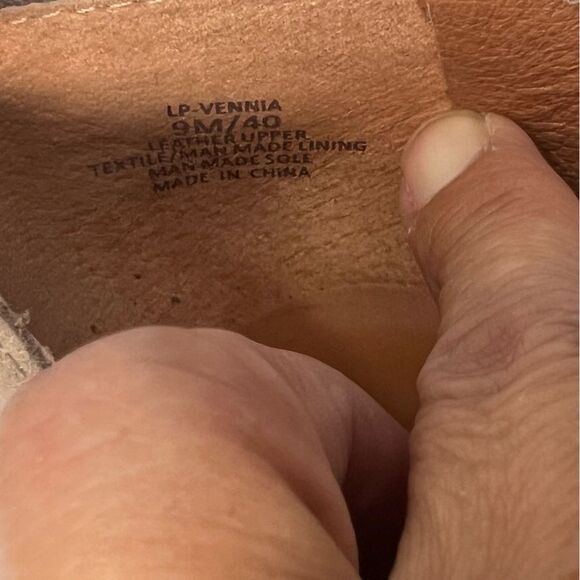 LP-VENNIA
9M/40
LEATHER UPPER
TEXTILE/MAN MADE LINING
MAN MADE SOLE
MADE IN CHINA